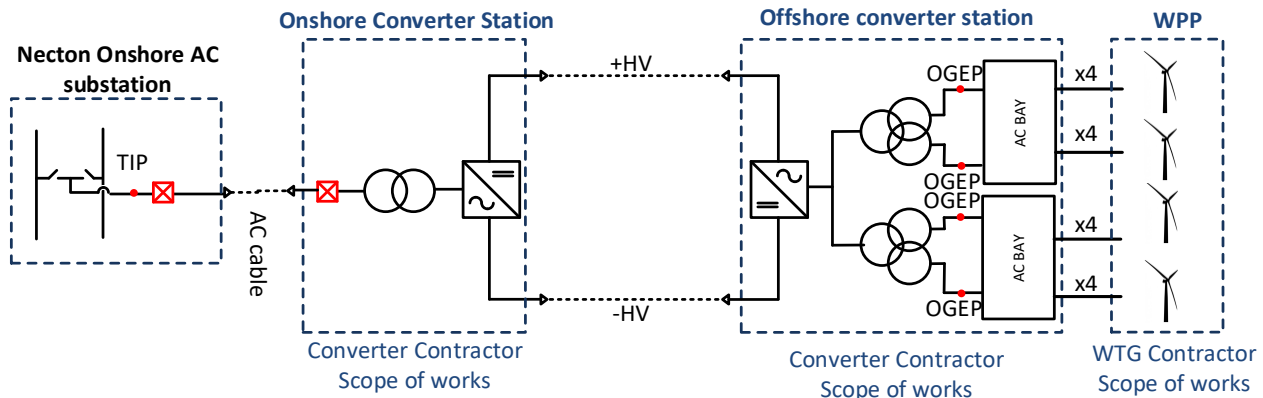 Onshore Converter Station
Offshore converter station
WPP
Necton Onshore AC
substation
TIP
AC cable
+HV
-HV
OGEP
OGEP
OGEP
OGEP
AC BAY
AC BAY
x4
x4
x4
x4
Converter Contractor
Scope of works
Converter Contractor
Scope of works
WTG Contractor
Scope of works